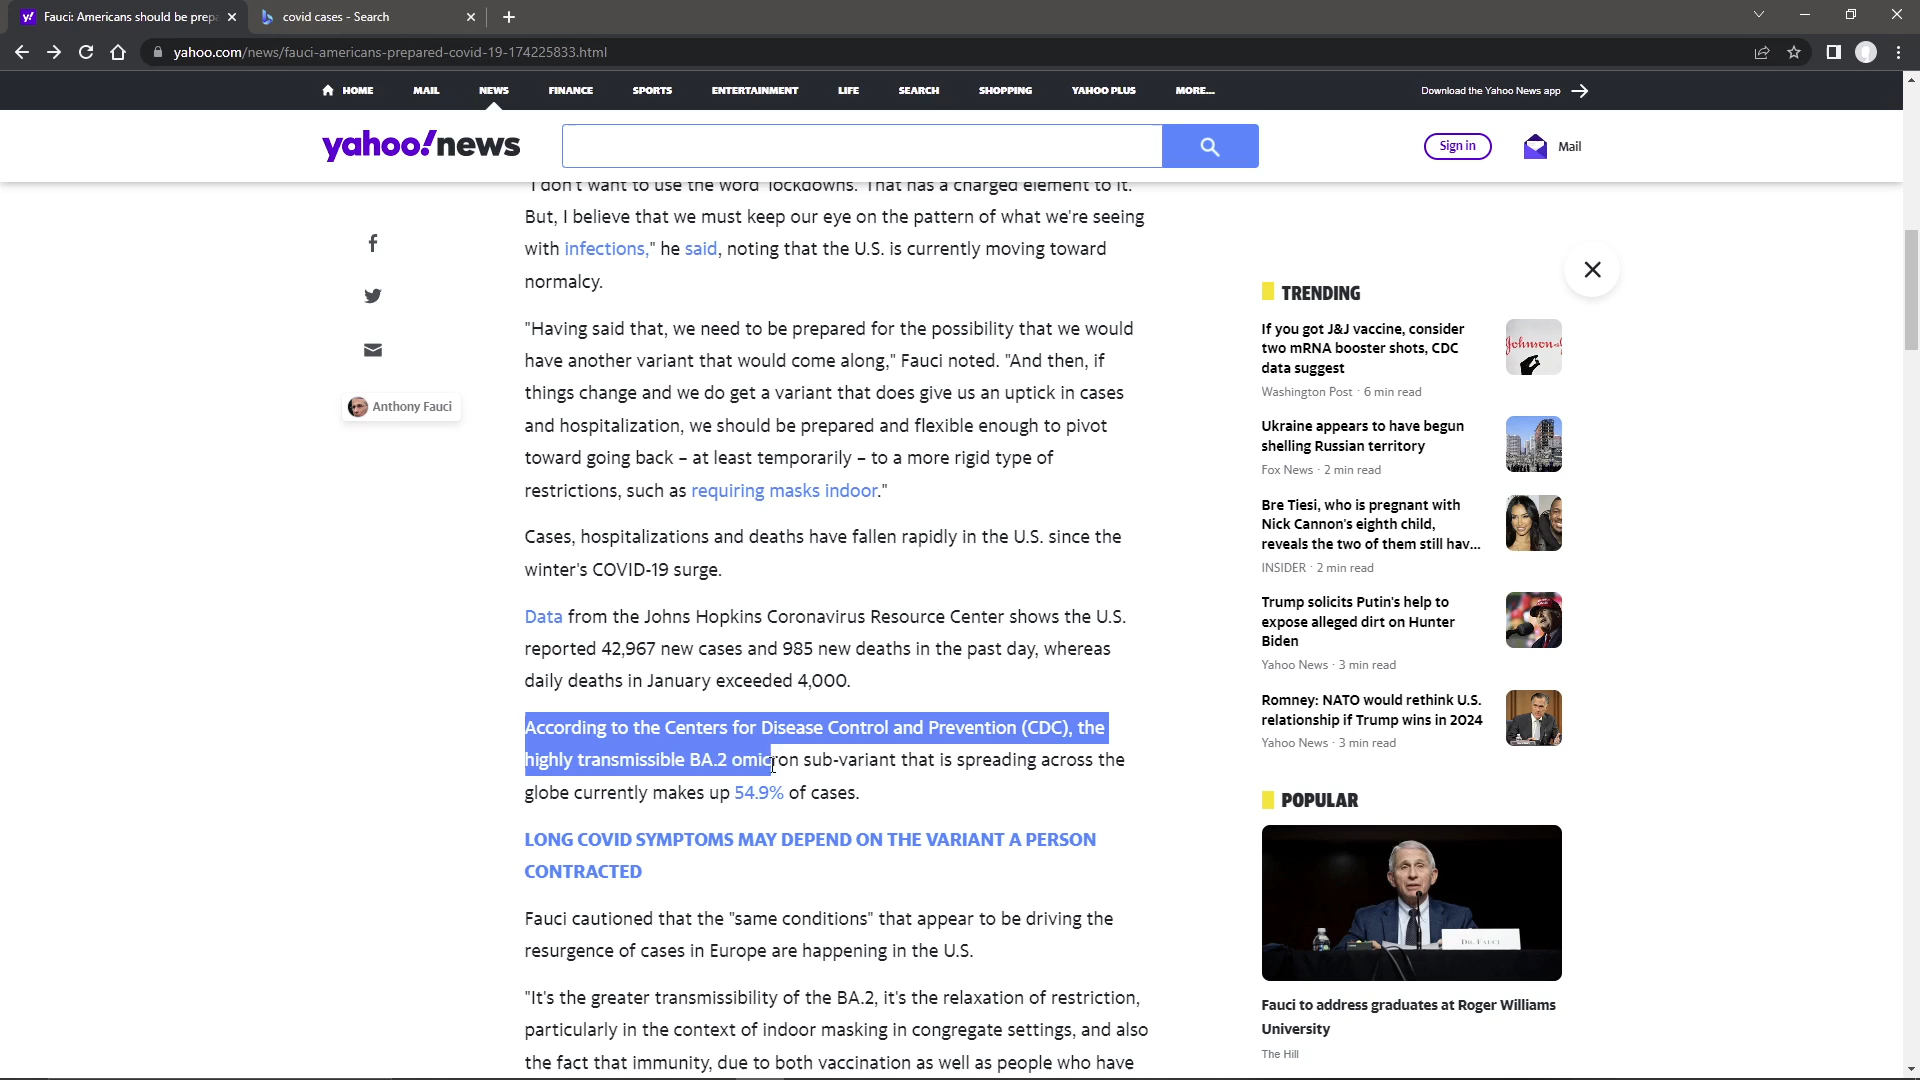 Fauci: Americans should be prepa
covid cases - Search
yahoo.com/news/fauci-americans-prepared-covid-19-174225833.html
HOME MAIL NEWS FINANCE SPORTS ENTERTAINMENT LIFE SEARCH SHOPPING YAHOO PLUS MORE...
Download the Yahoo News app
yahoo!news
Sign in
Mail
"I don't want to use the word 'lockdowns.' That has a charged element to it.
But, I believe that we must keep our eye on the pattern of what we're seeing
with infections," he said, noting that the U.S. is currently moving toward
normalcy.
"Having said that, we need to be prepared for the possibility that we would
have another variant that would come along," Fauci noted. "And then, if
things change and we do get a variant that does give us an uptick in cases
and hospitalization, we should be prepared and flexible enough to pivot
toward going back – at least temporarily – to a more rigid type of
restrictions, such as requiring masks indoor."
Cases, hospitalizations and deaths have fallen rapidly in the U.S. since the
winter's COVID-19 surge.
Data from the Johns Hopkins Coronavirus Resource Center shows the U.S.
reported 42,967 new cases and 985 new deaths in the past day, whereas
daily deaths in January exceeded 4,000.
According to the Centers for Disease Control and Prevention (CDC), the
highly transmissible BA.2 omicron sub-variant that is spreading across the
globe currently makes up 54.9% of cases.
LONG COVID SYMPTOMS MAY DEPEND ON THE VARIANT A PERSON
CONTRACTED
Fauci cautioned that the "same conditions" that appear to be driving the
resurgence of cases in Europe are happening in the U.S.
"It's the greater transmissibility of the BA.2, it's the relaxation of restriction,
particularly in the context of indoor masking in congregate settings, and also
the fact that immunity, due to both vaccination as well as people who have
Anthony Fauci
TRENDING
If you got J&J vaccine, consider
two mRNA booster shots, CDC
data suggest
Washington Post · 6 min read
Johnson
Ukraine appears to have begun
shelling Russian territory
Fox News · 2 min read
Bre Tiesi, who is pregnant with
Nick Cannon's eighth child,
reveals the two of them still hav...
INSIDER · 2 min read
Trump solicits Putin's help to
expose alleged dirt on Hunter
Biden
Yahoo News · 3 min read
Romney: NATO would rethink U.S.
relationship if Trump wins in 2024
Yahoo News · 3 min read
POPULAR
DR. FAUCI
Fauci to address graduates at Roger Williams
University
The Hill